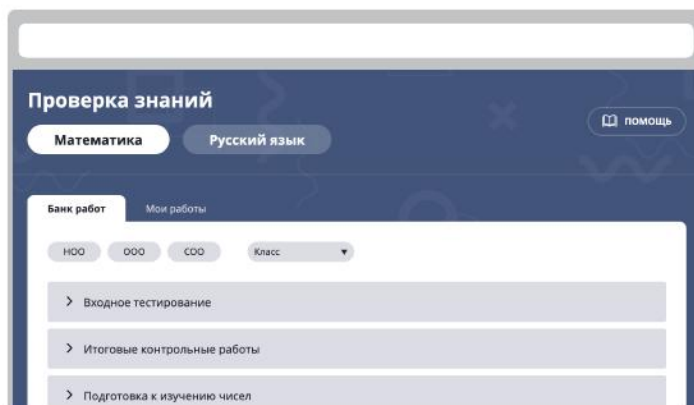 Проверка знаний
помощь
Математика Русский язык
Банк работ Мои работы
НОО ООО СОО Класс
Входное тестирование
Итоговые контрольные работы
Подготовка к изучению чисел